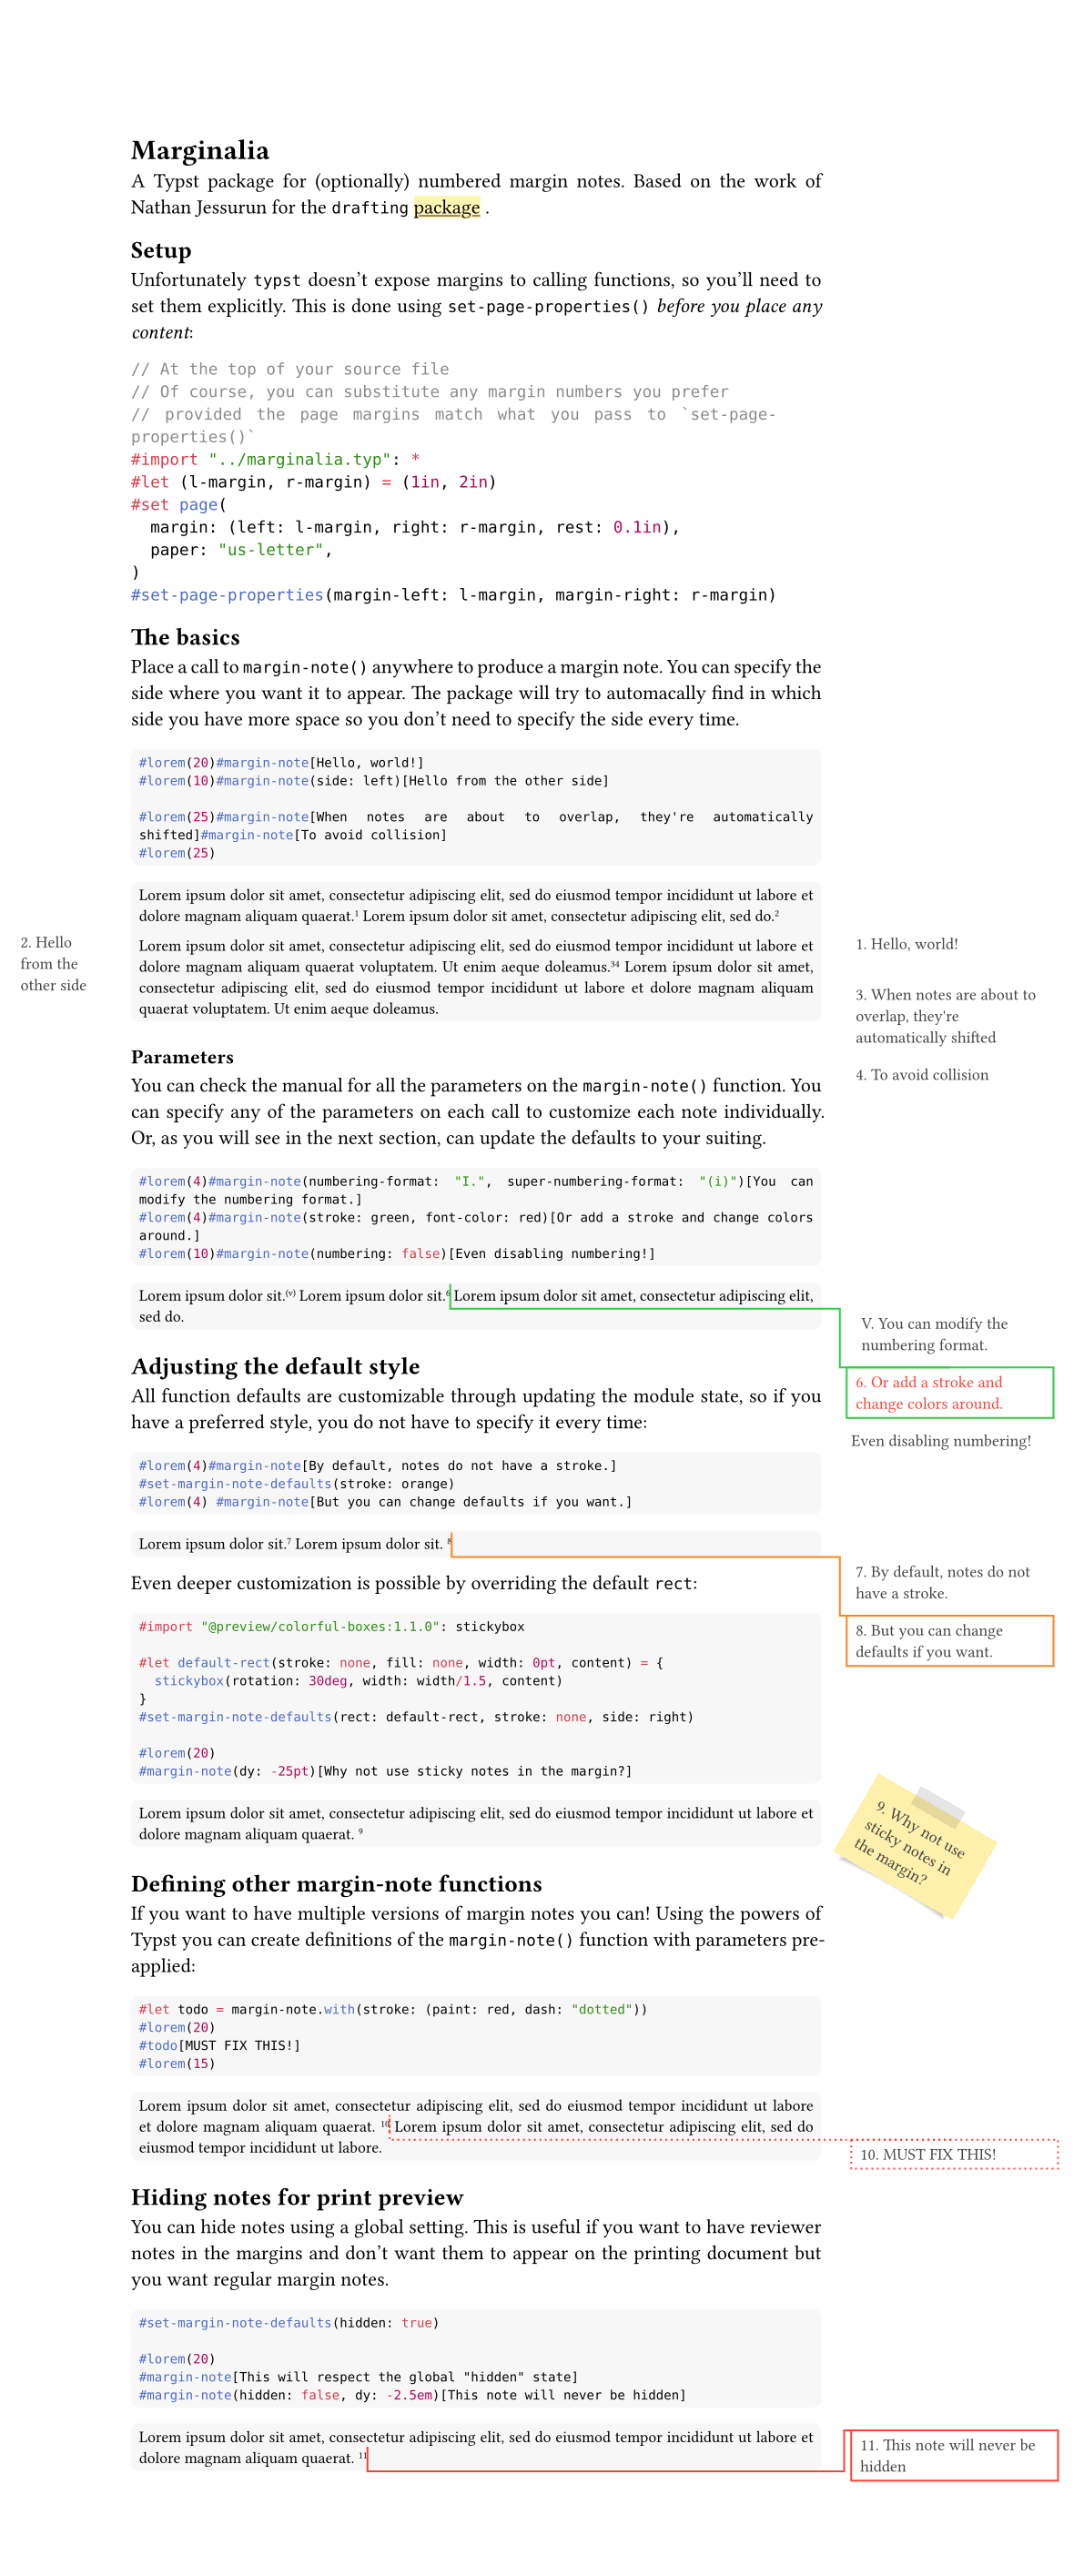 Marginalia
A Typst package for (optionally) numbered margin notes. Based on the work of
Nathan Jessurun for the drafting package .
Setup
Unfortunately typst doesn’t expose margins to calling functions, so you’ll need to
set them explicitly. This is done using set-page-properties() before you place any
content:
// At the top of your source file
// Of course, you can substitute any margin numbers you prefer
// provided the page margins match what you pass to `set-page-
properties()`
#import "../marginalia.typ": *
#let (l-margin, r-margin) = (1in, 2in)
#set page(
  margin: (left: l-margin, right: r-margin, rest: 0.1in),
  paper: "us-letter",
)
#set-page-properties(margin-left: l-margin, margin-right: r-margin)
The basics
Place a call to margin-note() anywhere to produce a margin note. You can specify the
side where you want it to appear. The package will try to automacally find in which
side you have more space so you don’t need to specify the side every time.
#lorem(20)#margin-note[Hello, world!]
#lorem(10)#margin-note(side: left)[Hello from the other side]
#lorem(25)#margin-note[When notes are about to overlap, they're automatically
shifted]#margin-note[To avoid collision]
#lorem(25)
Lorem ipsum dolor sit amet, consectetur adipiscing elit, sed do eiusmod tempor incididunt ut labore et
dolore magnam aliquam quaerat.¹ Lorem ipsum dolor sit amet, consectetur adipiscing elit, sed do.²
2. Hello
from the
other side
1. Hello, world!
Lorem ipsum dolor sit amet, consectetur adipiscing elit, sed do eiusmod tempor incididunt ut labore et
dolore magnam aliquam quaerat voluptatem. Ut enim aeque doleamus.³⁴ Lorem ipsum dolor sit amet,
consectetur adipiscing elit, sed do eiusmod tempor incididunt ut labore et dolore magnam aliquam
quaerat voluptatem. Ut enim aeque doleamus.
3. When notes are about to
overlap, they're
automatically shifted
4. To avoid collision
Parameters
You can check the manual for all the parameters on the margin-note() function. You
can specify any of the parameters on each call to customize each note individually.
Or, as you will see in the next section, can update the defaults to your suiting.
#lorem(4)#margin-note(numbering-format: "I.", super-numbering-format: "(i)")[You can
modify the numbering format.]
#lorem(4)#margin-note(stroke: green, font-color: red)[Or add a stroke and change colors
around.]
#lorem(10)#margin-note(numbering: false)[Even disabling numbering!]
Lorem ipsum dolor sit.⁽ᵛ⁾ Lorem ipsum dolor sit.⁶ Lorem ipsum dolor sit amet, consectetur adipiscing elit,
sed do.
V. You can modify the
numbering format.
6. Or add a stroke and
change colors around.
Even disabling numbering!
Adjusting the default style
All function defaults are customizable through updating the module state, so if you
have a preferred style, you do not have to specify it every time:
#lorem(4)#margin-note[By default, notes do not have a stroke.]
#set-margin-note-defaults(stroke: orange)
#lorem(4) #margin-note[But you can change defaults if you want.]
Lorem ipsum dolor sit.⁷ Lorem ipsum dolor sit. ⁸
7. By default, notes do not
have a stroke.
8. But you can change
defaults if you want.
Even deeper customization is possible by overriding the default rect:
#import "@preview/colorful-boxes:1.1.0": stickybox
#let default-rect(stroke: none, fill: none, width: 0pt, content) = {
  stickybox(rotation: 30deg, width: width/1.5, content)
}
#set-margin-note-defaults(rect: default-rect, stroke: none, side: right)
#lorem(20)
#margin-note(dy: -25pt)[Why not use sticky notes in the margin?]
Lorem ipsum dolor sit amet, consectetur adipiscing elit, sed do eiusmod tempor incididunt ut labore et
dolore magnam aliquam quaerat. ⁹
9. Why not use
sticky notes in
the margin?
Defining other margin-note functions
If you want to have multiple versions of margin notes you can! Using the powers of
Typst you can create definitions of the margin-note() function with parameters pre-
applied:
#let todo = margin-note.with(stroke: (paint: red, dash: "dotted"))
#lorem(20)
#todo[MUST FIX THIS!]
#lorem(15)
Lorem ipsum dolor sit amet, consectetur adipiscing elit, sed do eiusmod tempor incididunt ut labore
et dolore magnam aliquam quaerat. ¹⁰ Lorem ipsum dolor sit amet, consectetur adipiscing elit, sed do
eiusmod tempor incididunt ut labore.
10. MUST FIX THIS!
Hiding notes for print preview
You can hide notes using a global setting. This is useful if you want to have reviewer
notes in the margins and don’t want them to appear on the printing document but
you want regular margin notes.
#set-margin-note-defaults(hidden: true)
#lorem(20)
#margin-note[This will respect the global "hidden" state]
#margin-note(hidden: false, dy: -2.5em)[This note will never be hidden]
Lorem ipsum dolor sit amet, consectetur adipiscing elit, sed do eiusmod tempor incididunt ut labore et
dolore magnam aliquam quaerat. ¹¹
11. This note will never be
hidden